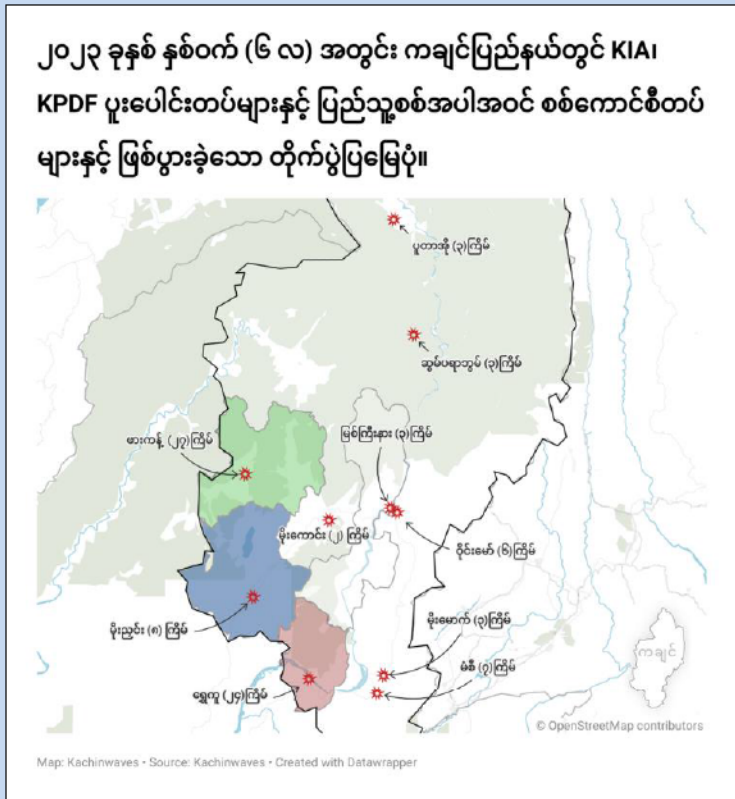 ၂၀၂၃ ခုနှစ် နှစ်ဝက် (၆ လ) အတွင်း ကချင်ပြည်နယ်တွင် KIA၊
KPDF ပူးပေါင်းတပ်များနှင့် ပြည်သူ့စစ်အပါအဝင် စစ်ကောင်စီတပ်
များနှင့် ဖြစ်ပွားခဲ့သော တိုက်ပွဲပြမြေပုံ။
ပူတာအို (၃)ကြိမ်
ဆွမ်ပရာဘွမ် (၃)ကြိမ်
ဖားကန့် (၂၇)ကြိမ်
မြစ်ကြီးနား (၃)ကြိမ်
မိုးကောင်း (၂) ကြိမ်
ဝိုင်းမော် (၆)ကြိမ်
မိုးညှင်း (၈) ကြိမ်
မိုးမောက် (၃)ကြိမ်
မံစီ (၇)ကြိမ်
ရွှေကူ (၂၄)ကြိမ်
ကချင်
© OpenStreetMap contributors
Map: Kachinwaves • Source: Kachinwaves • Created with Datawrapper